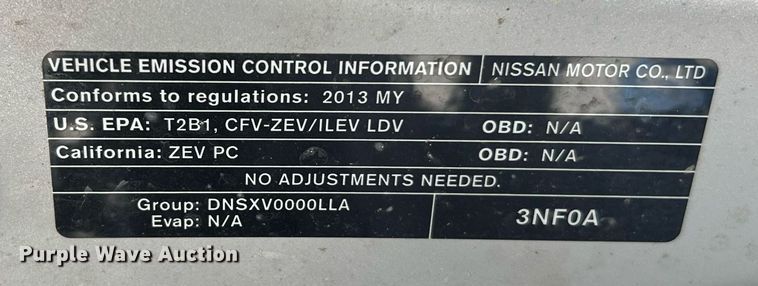 VEHICLE EMISSION CONTROL INFORMATION | NISSAN MOTOR CO., LTD
Conforms to regulations: 2013 MY
U.S. EPA: T2B1, CFV-ZEV/ILEV LDV OBD: N/A
California: ZEV PC OBD: N/A
NO ADJUSTMENTS NEEDED.
Group: DNSXV0000LLA
Evap: N/A
3NF0A
Purple Wave Auction